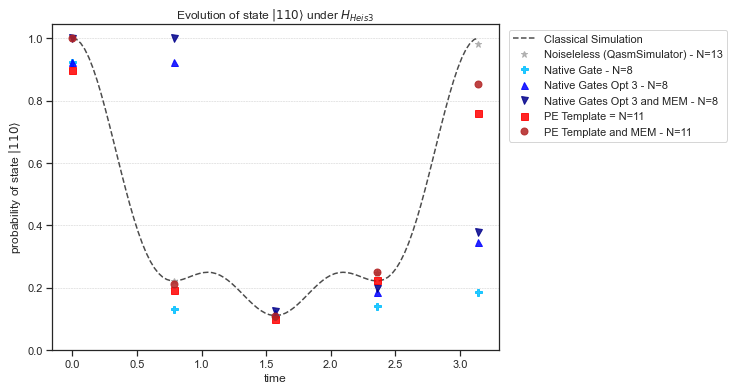 Evolution of state |110⟩ under H_{Heis3}
probability of state |110⟩
1.0
0.8
0.6
0.4
0.2
0.0
0.0 0.5 1.0 1.5 2.0 2.5 3.0
time
Classical Simulation
Noiseleless (QasmSimulator) - N=13
Native Gate - N=8
Native Gates Opt 3 - N=8
Native Gates Opt 3 and MEM - N=8
PE Template = N=11
PE Template and MEM - N=11